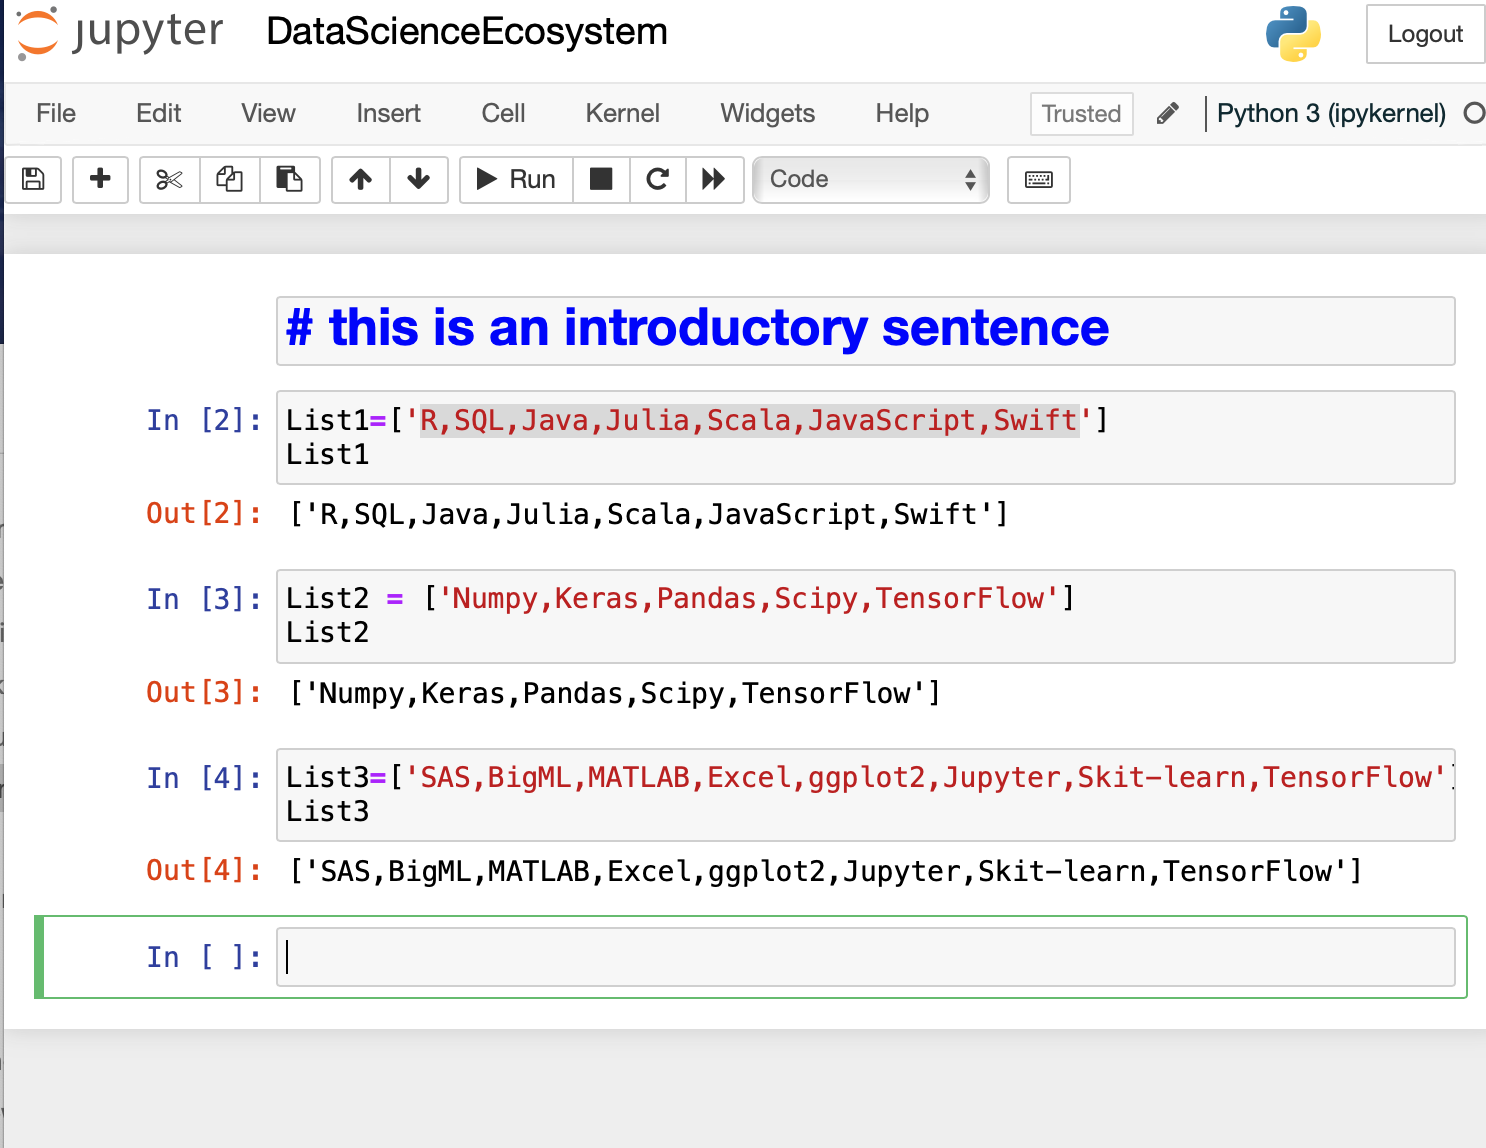 jupyter DataScienceEcosystem Logout
File Edit View Insert Cell Kernel Widgets Help Trusted Python 3 (ipykernel)
Run Code
# this is an introductory sentence
In [2]: List1=['R,SQL,Java,Julia,Scala,JavaScript,Swift']
List1
Out[2]: ['R,SQL,Java,Julia,Scala,JavaScript,Swift']
In [3]: List2 = ['Numpy,Keras,Pandas,Scipy,TensorFlow']
List2
Out[3]: ['Numpy,Keras,Pandas,Scipy,TensorFlow']
In [4]: List3=['SAS,BigML,MATLAB,Excel,ggplot2,Jupyter,Skit-learn,TensorFlow']
List3
Out[4]: ['SAS,BigML,MATLAB,Excel,ggplot2,Jupyter,Skit-learn,TensorFlow']
In [ ]: